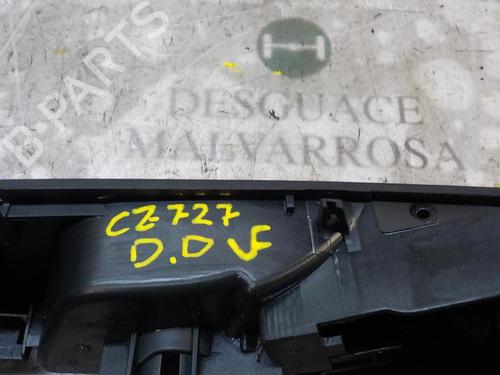 DESGUACE
MALVARROSA
CZ727
D.D
B-PARTS